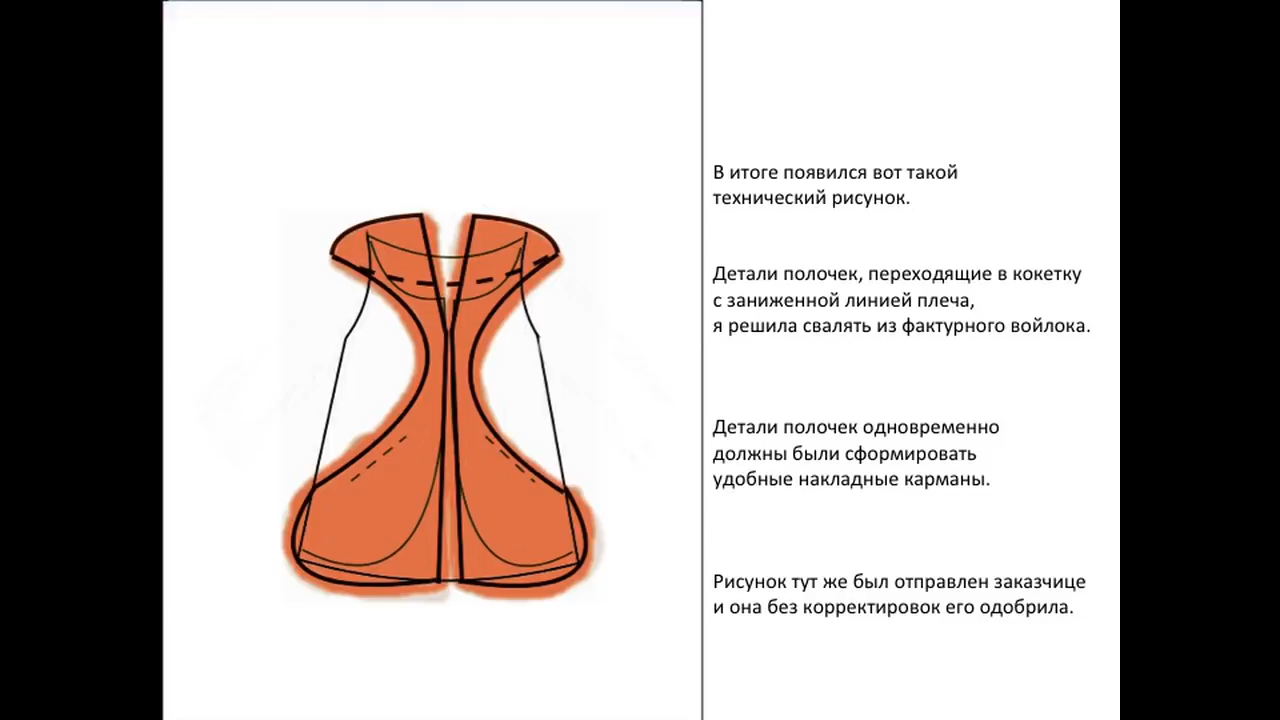 В итоге появился вот такой
технический рисунок.
Детали полочек, переходящие в кокетку
с заниженной линией плеча,
я решила свалять из фактурного войлока.
Детали полочек одновременно
должны были сформировать
удобные накладные карманы.
Рисунок тут же был отправлен заказчице
и она без корректировок его одобрила.